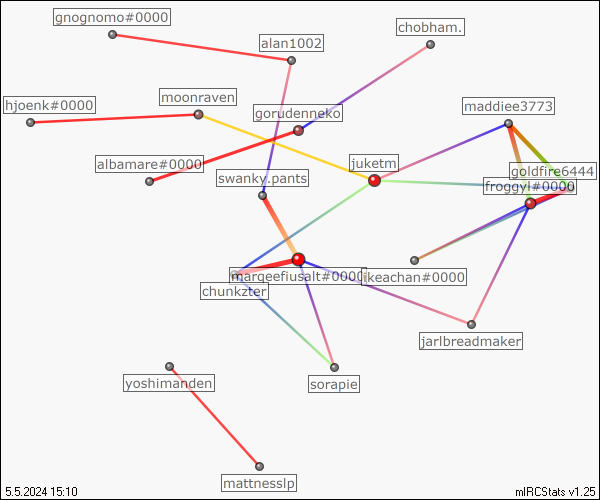 gnognomo#0000
chobham.
alan1002
moonraven
hjoenk#0000
maddiee3773
gorudenneko
albamare#0000
juketm
goldfire6444
swanky.pants
froggyl#0000
marqeefiusalt#0000
ikeachan#0000
chunkzter
jarlbreadmaker
yoshimanden
sorapie
mattnesslp
5.5.2024 15:10
mIRCStats v1.25